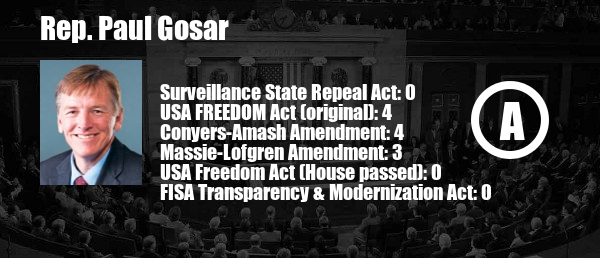 Rep. Paul Gosar
Surveillance State Repeal Act: 0
USA FREEDOM Act (original): 4
Conyers-Amash Amendment: 4
Massie-Lofgren Amendment: 3
USA Freedom Act (House passed): 0
FISA Transparency & Modernization Act: 0
A